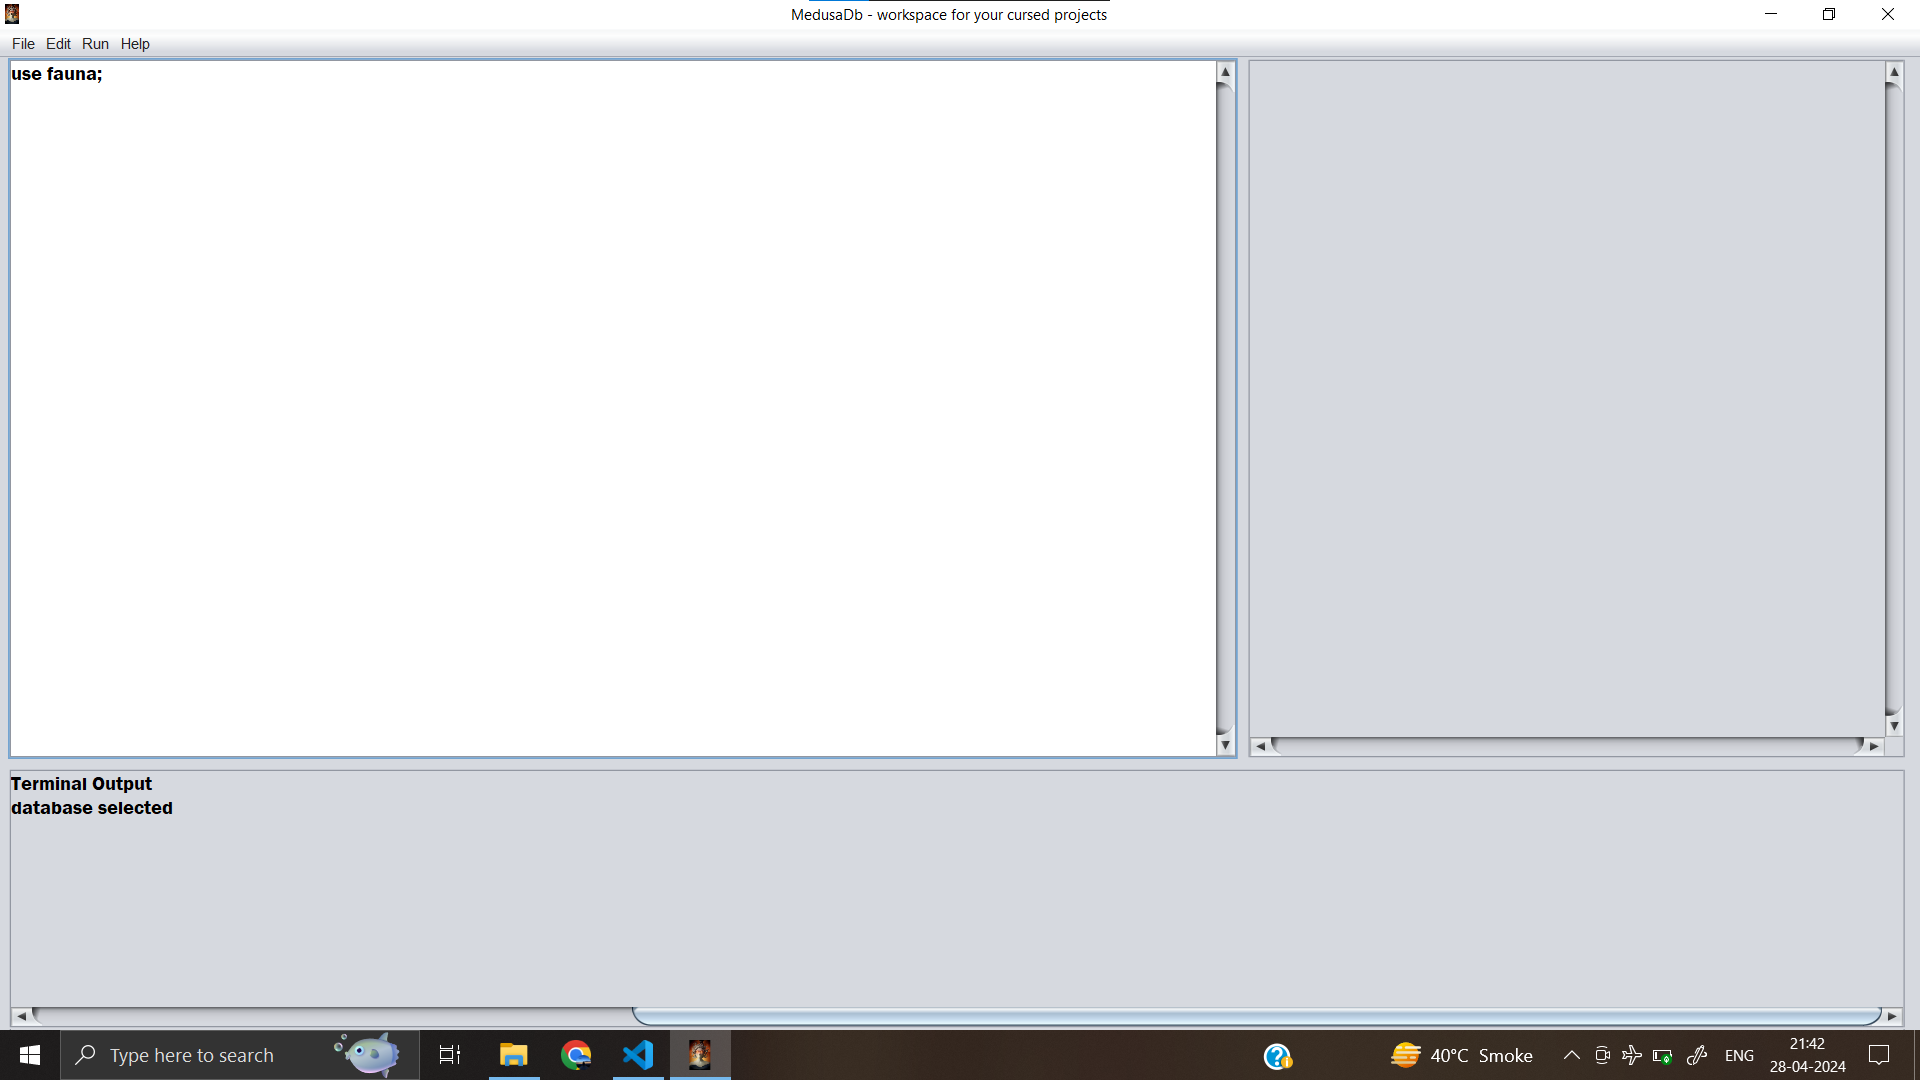 MedusaDb - workspace for your cursed projects
File Edit Run Help
use fauna;
Terminal Output
database selected
Type here to search
40°C Smoke
ENG
21:42
28-04-2024